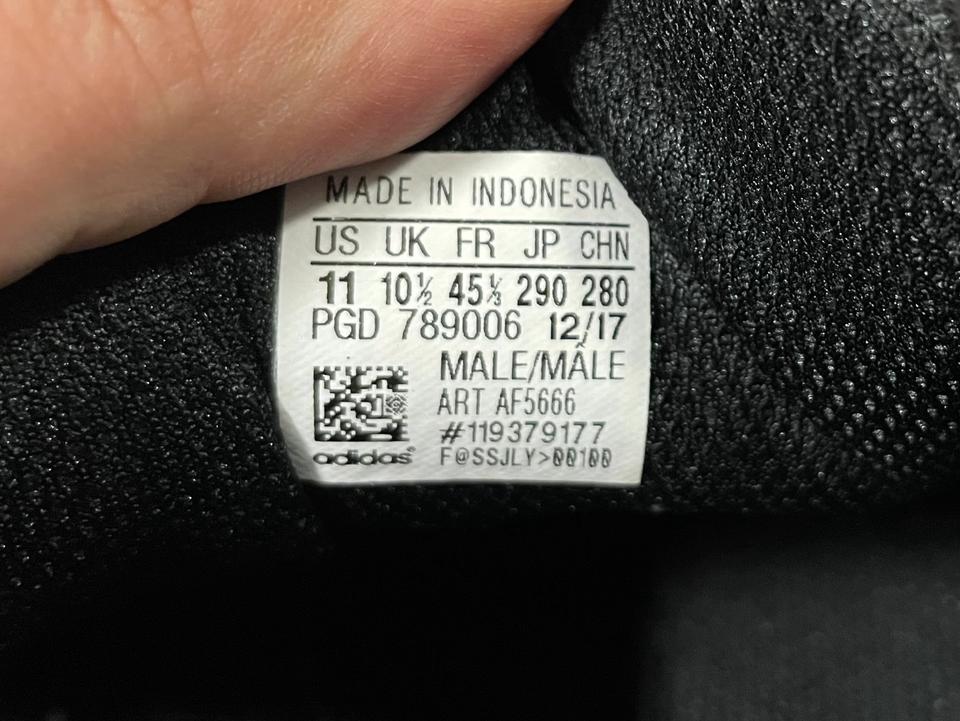 MADE IN INDONESIA
US UK FR JP CHN
11 10½ 45⅓ 290 280
PGD 789006 12/17
MALE/MÂLE
ART AF5666
#119379177
F@SSJLY>00100
adidas